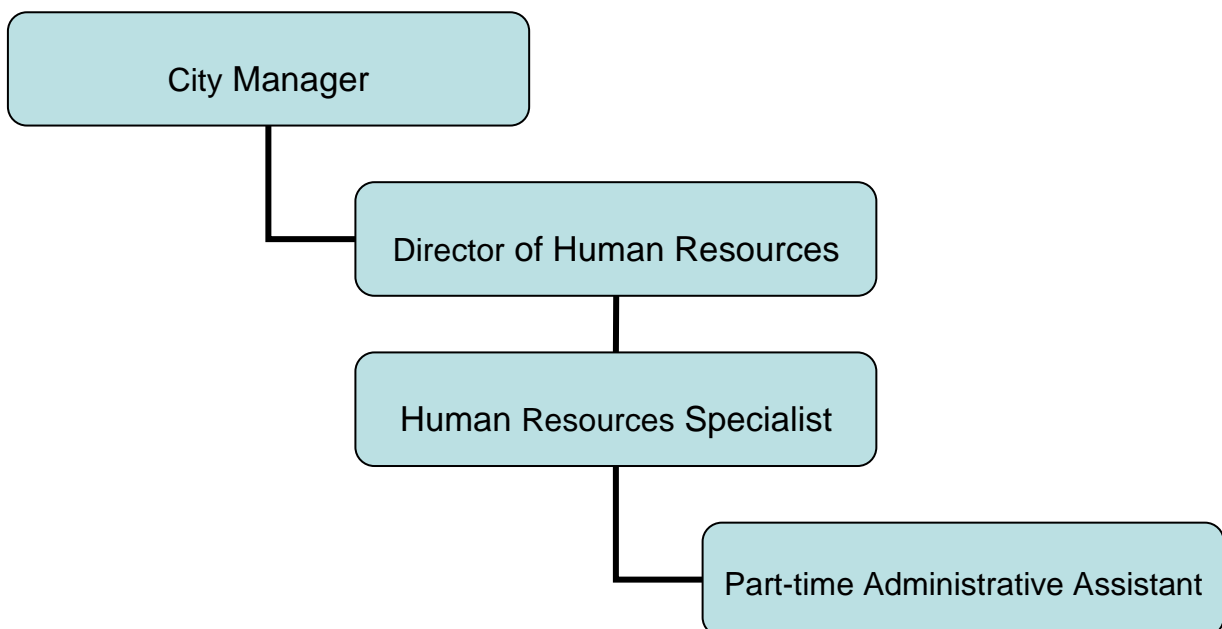 City Manager
Director of Human Resources
Human Resources Specialist
Part-time Administrative Assistant